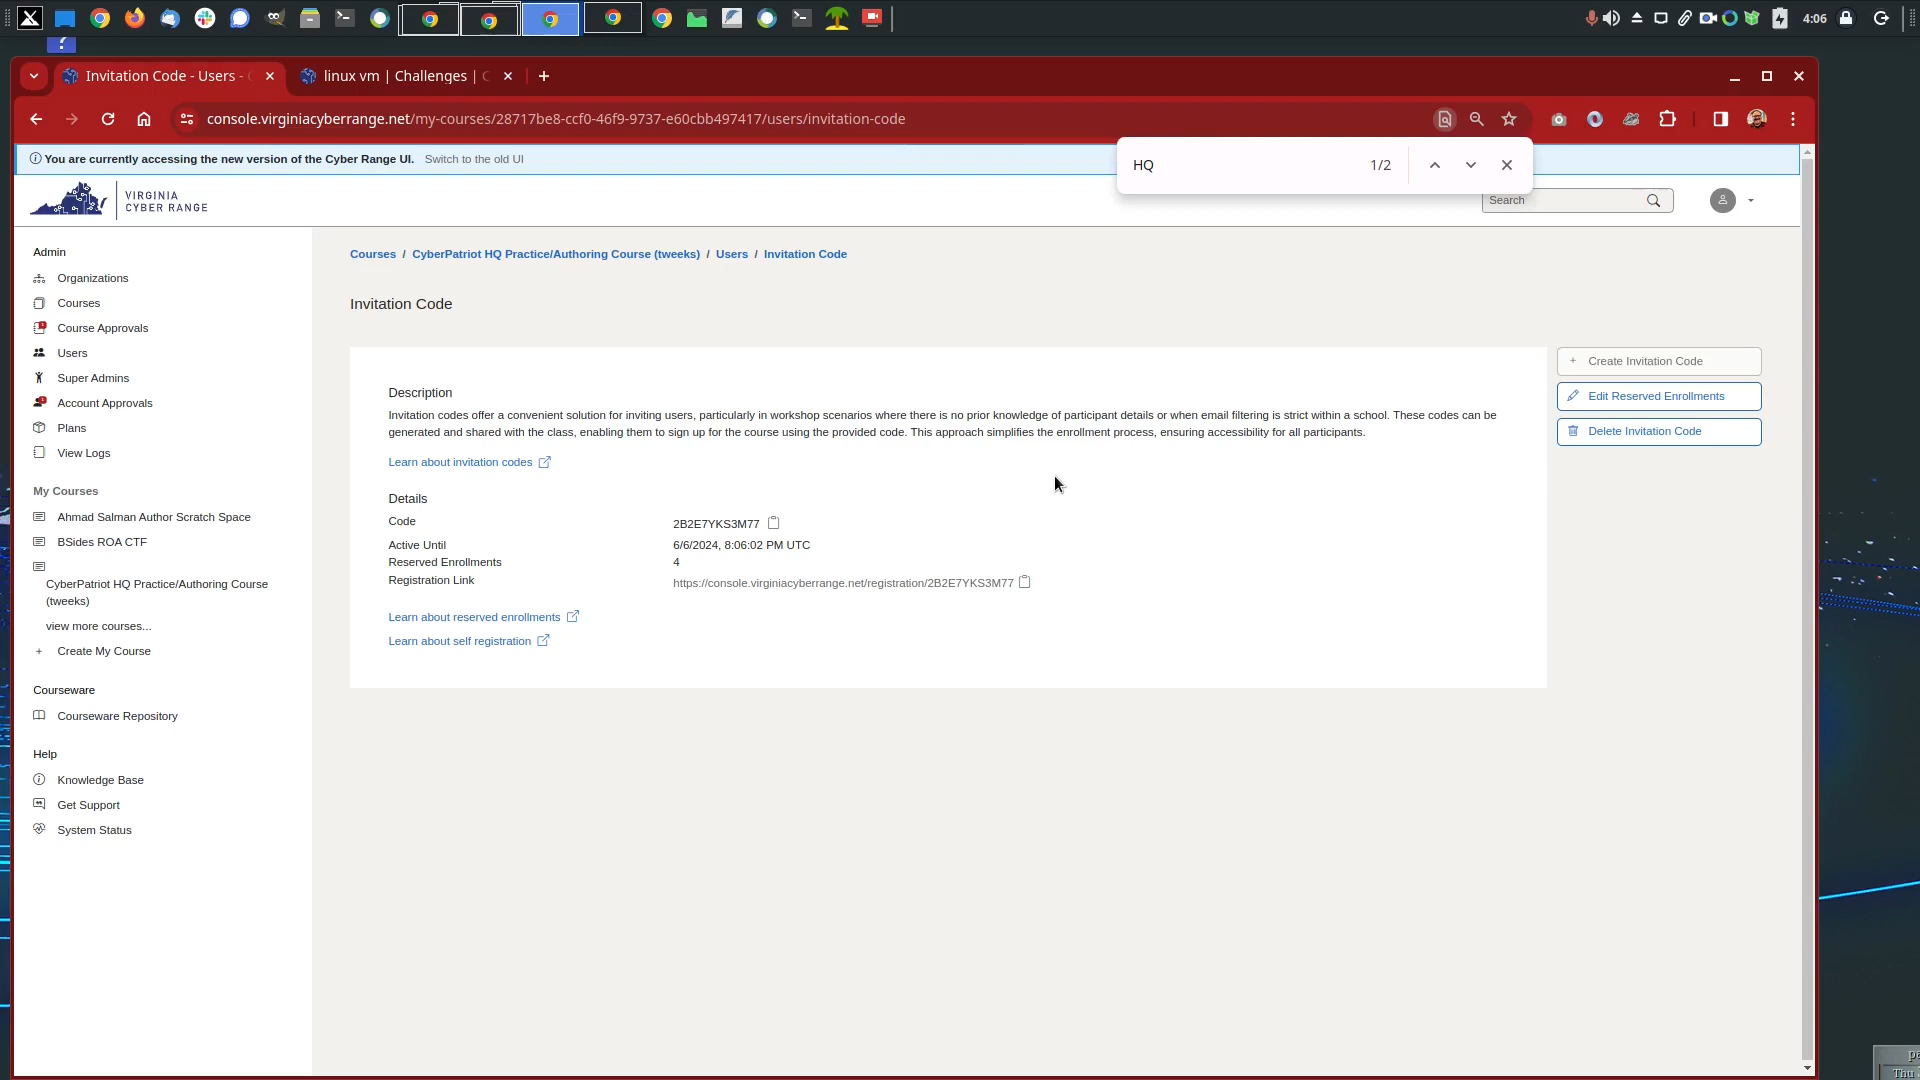 4:06
?
Invitation Code - Users -
linux vm | Challenges |
console.virginiacyberrange.net/my-courses/28717be8-ccf0-46f9-9737-e60cbb497417/users/invitation-code
HQ
1/2
You are currently accessing the new version of the Cyber Range UI. Switch to the old UI
VIRGINIA
CYBER RANGE
Search
Admin
Organizations
Courses
Course Approvals
Users
Super Admins
Account Approvals
Plans
View Logs
My Courses
Ahmad Salman Author Scratch Space
BSides ROA CTF
CyberPatriot HQ Practice/Authoring Course
(tweeks)
view more courses...
+ Create My Course
Courseware
Courseware Repository
Help
Knowledge Base
Get Support
System Status
Courses / CyberPatriot HQ Practice/Authoring Course (tweeks) / Users / Invitation Code
Invitation Code
Description
Invitation codes offer a convenient solution for inviting users, particularly in workshop scenarios where there is no prior knowledge of participant details or when email filtering is strict within a school. These codes can be
generated and shared with the class, enabling them to sign up for the course using the provided code. This approach simplifies the enrollment process, ensuring accessibility for all participants.
Learn about invitation codes
Details
Code 2B2E7YKS3M77
Active Until 6/6/2024, 8:06:02 PM UTC
Reserved Enrollments 4
Registration Link https://console.virginiacyberrange.net/registration/2B2E7YKS3M77
Learn about reserved enrollments
Learn about self registration
+ Create Invitation Code
Edit Reserved Enrollments
Delete Invitation Code
Thu